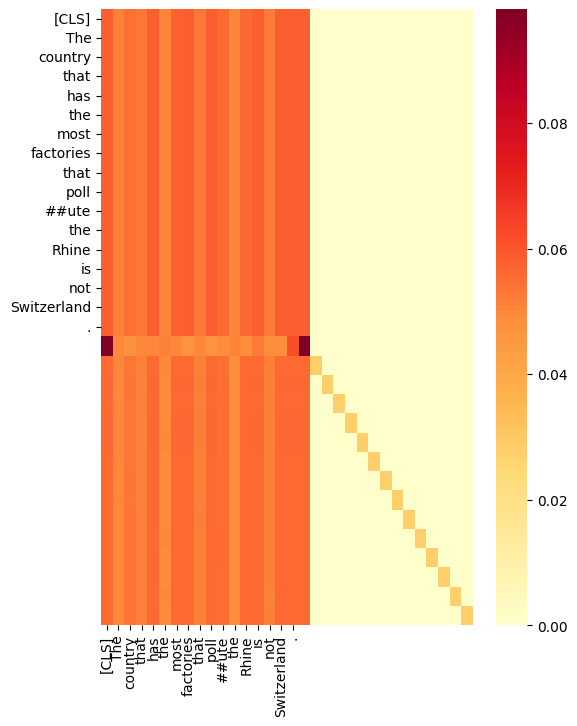 [CLS]
The
country
that
has
the
most
factories
that
poll
##ute
the
Rhine
is
not
Switzerland
.
0.08
0.06
0.04
0.02
0.00
[CLS]
The
country
that
has
the
most
factories
that
poll
##ute
the
Rhine
is
not
Switzerland
.